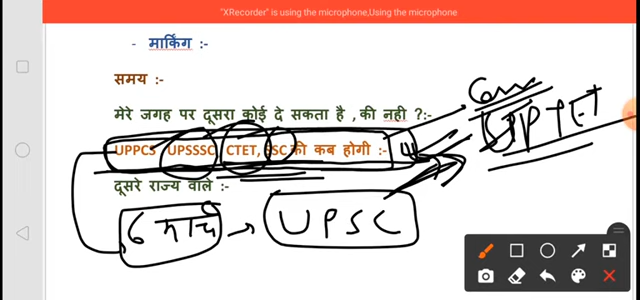 "XRecorder" is using the microphone,Using the microphone
- मार्किंग :-
समय :-
मेरे जगह पर दूसरा कोई दे सकता है , की नही ? :-
UPPCS UPSSSC CTET, SSC की कब होगी :-
UPTET
दूसरे राज्य वाले :-
6 मार्च → UPSC